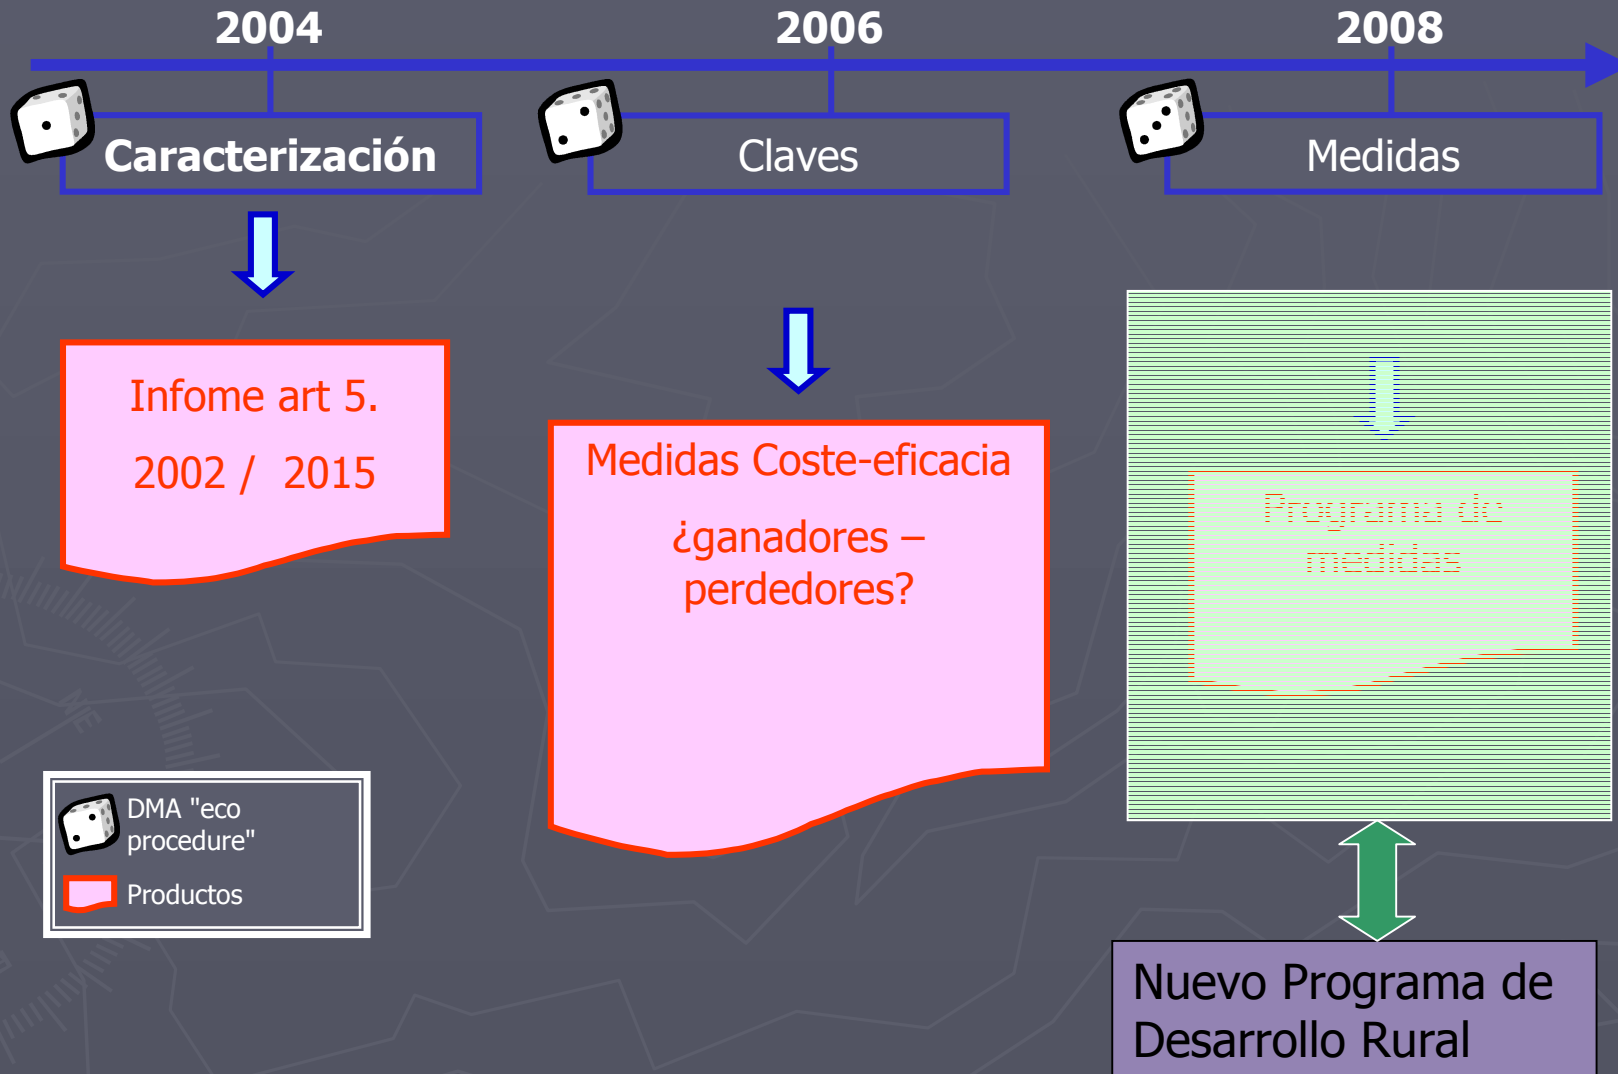 2004
2006
2008
Caracterización
Claves
Medidas
Infome art 5.
2002 / 2015
Medidas Coste-eficacia
¿ganadores –
perdedores?
Programa de
medidas
DMA "eco
procedure"
Productos
Nuevo Programa de
Desarrollo Rural
NE